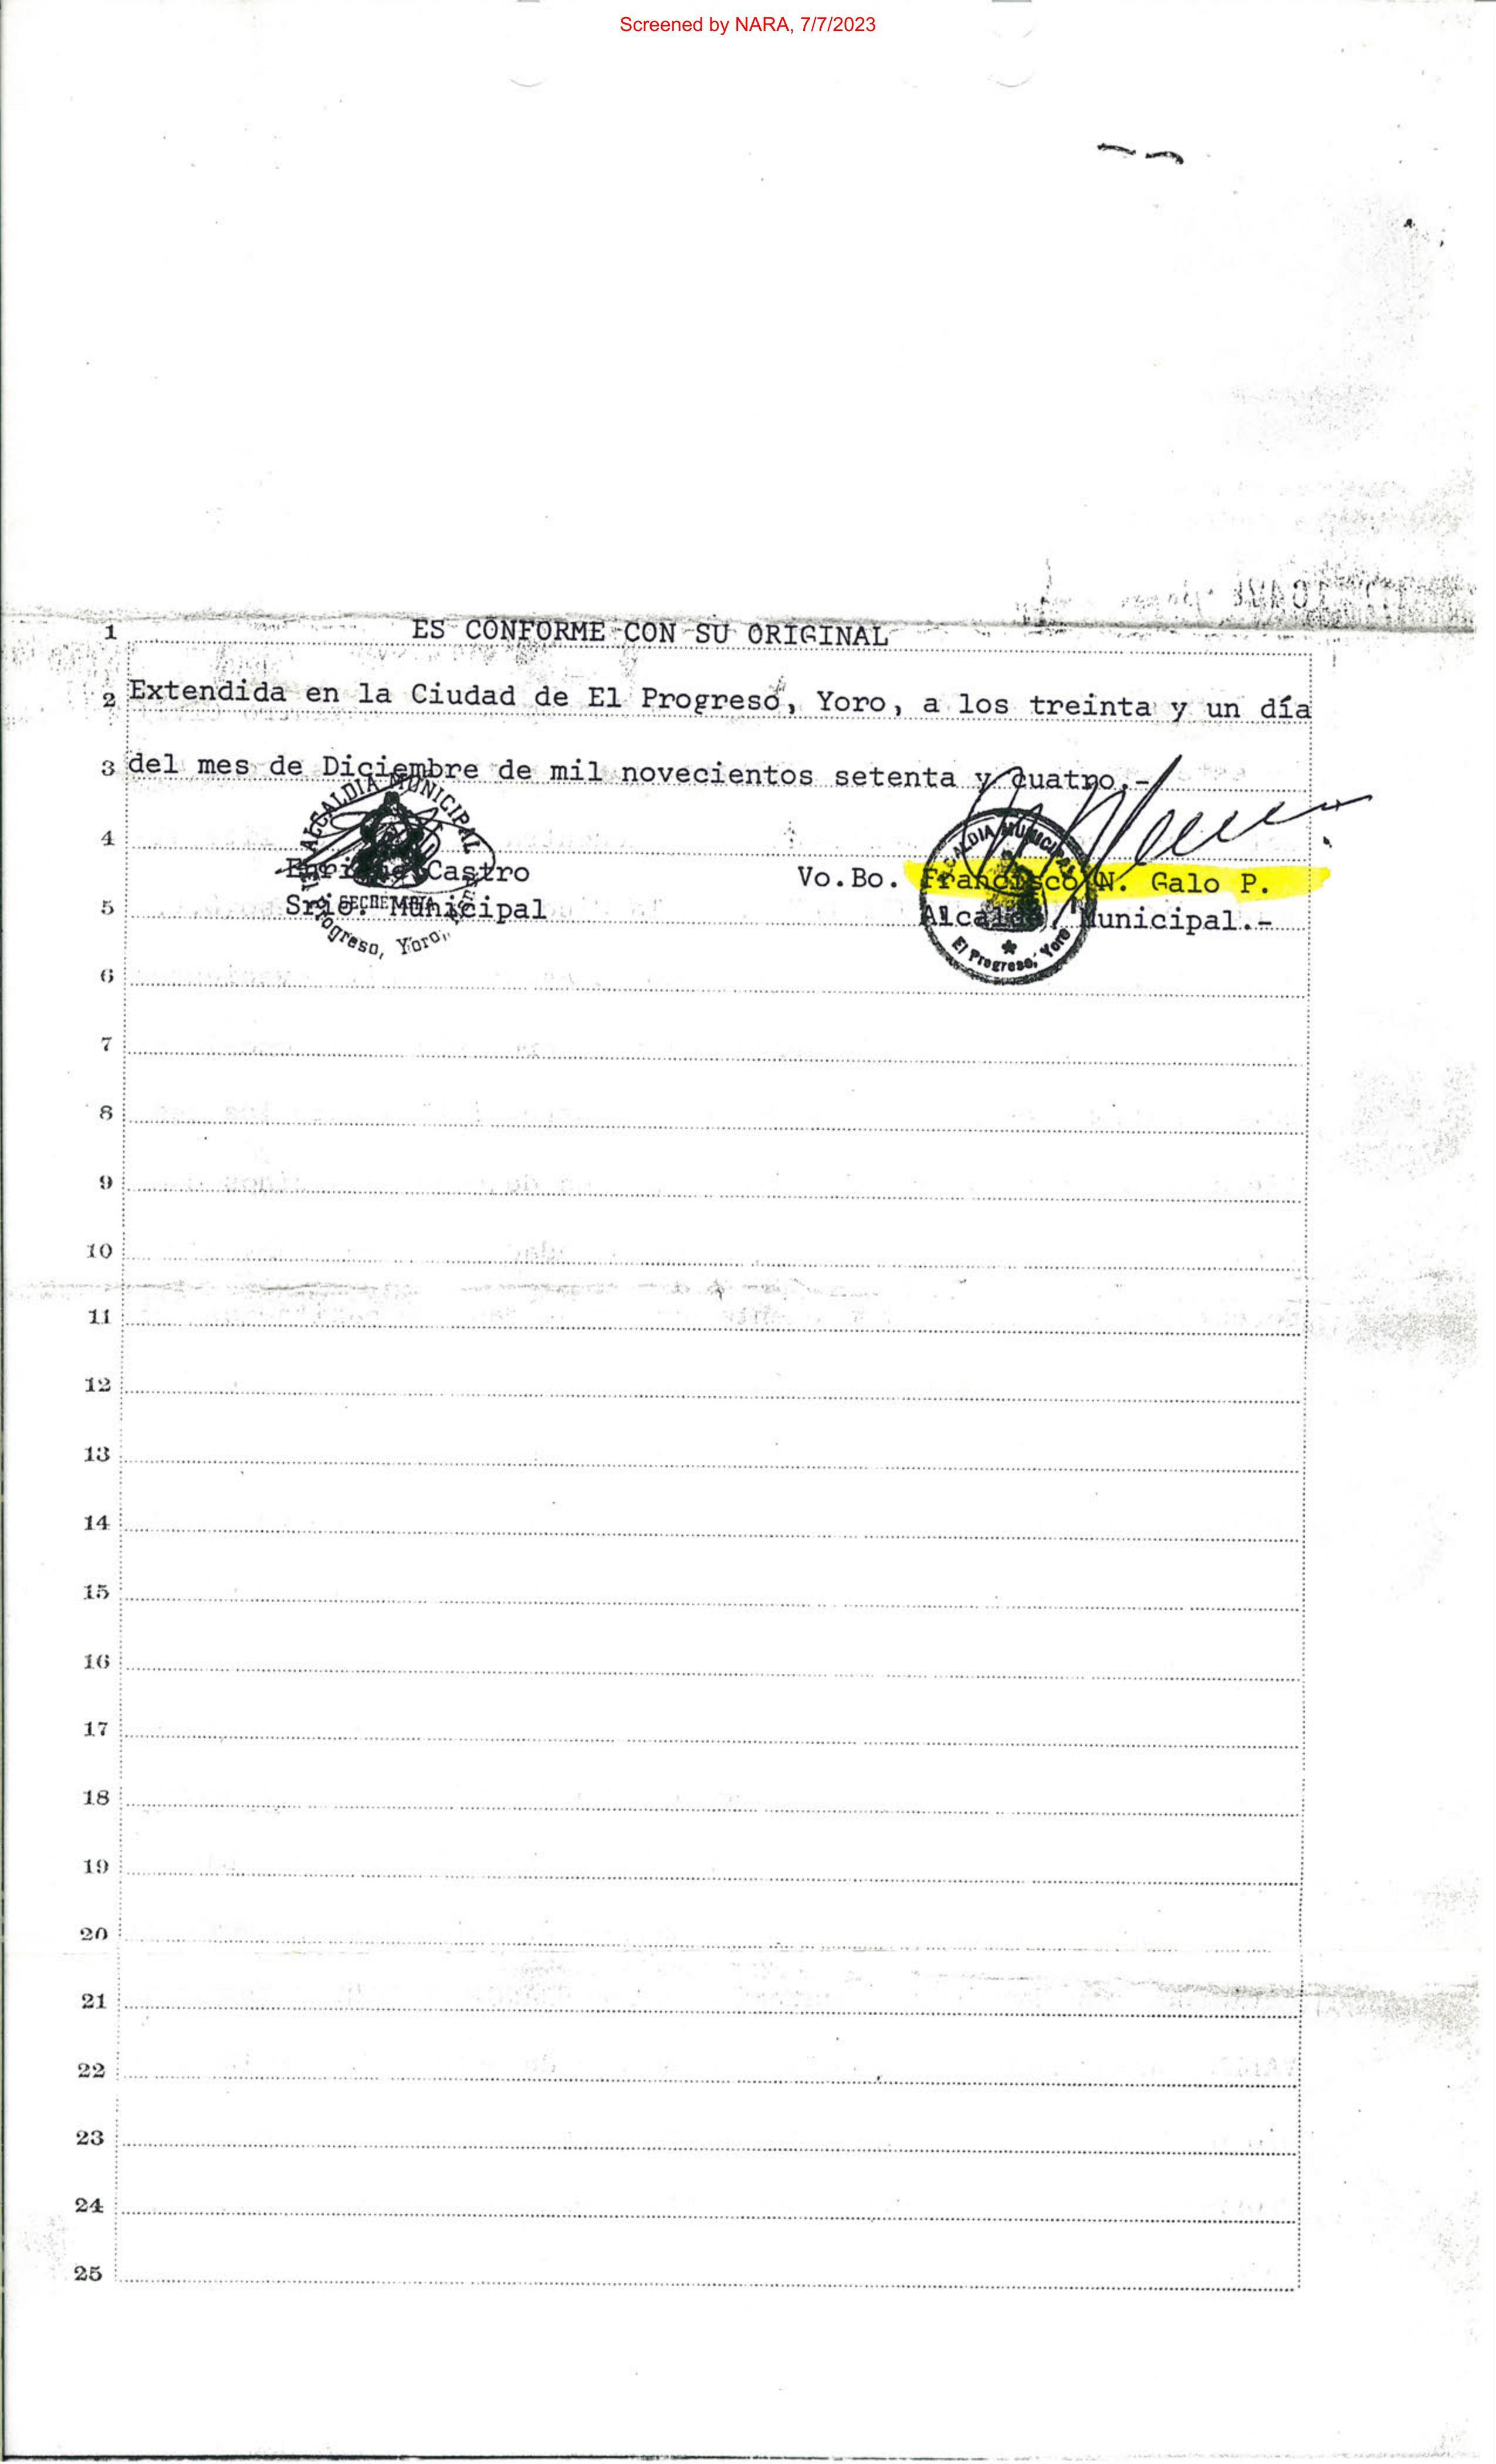 Screened by NARA, 7/7/2023
1 ES CONFORME CON SU ORIGINAL
2 Extendida en la Ciudad de El Progreso, Yoro, a los treinta y un día
3 del mes de Diciembre de mil novecientos setenta y cuatro.-
ALCALDIA MUNICIPAL
ALCALDIA MUNICIPAL
4
Enrique Castro
Vo.Bo. Francisco N. Galo P.
5 Srio. Municipal
Alcalde Municipal.-
Progreso, Yoro,
El Progreso, Yoro
6
7
8
9
10
11
12
13
14
15
16
17
18
19
20
21
22
23
24
25